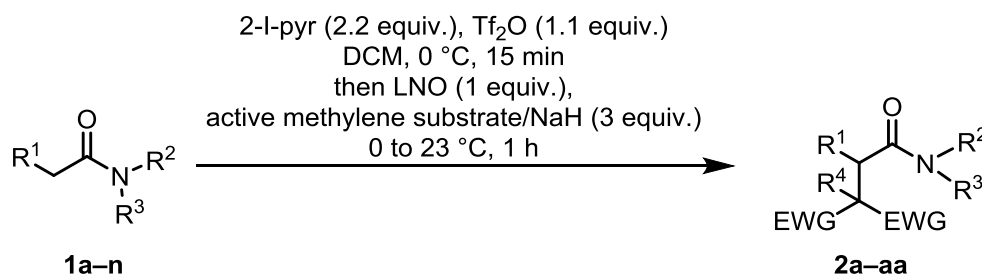 2-I-pyr (2.2 equiv.), Tf₂O (1.1 equiv.)
DCM, 0 °C, 15 min
then LNO (1 equiv.),
active methylene substrate/NaH (3 equiv.)
0 to 23 °C, 1 h
O
R¹
N
R²
R³
1a–n
O
R¹
N
R²
R⁴
R³
EWG EWG
2a–aa